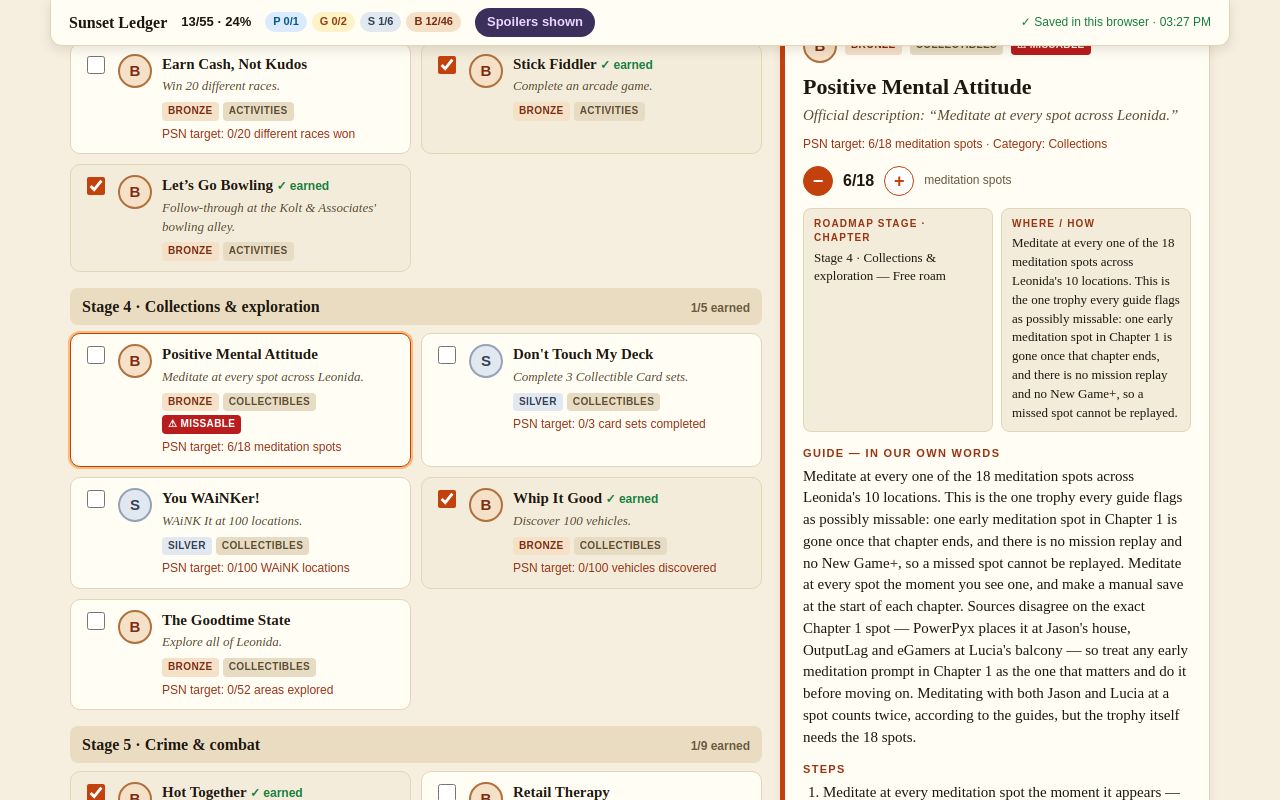 Sunset Ledger 13/55 · 24% P 0/1 G 0/2 S 1/6 B 12/46 Spoilers shown ✓ Saved in this browser · 03:27 PM
B Earn Cash, Not Kudos
Win 20 different races.
BRONZE ACTIVITIES
PSN target: 0/20 different races won
B Stick Fiddler ✓ earned
Complete an arcade game.
BRONZE ACTIVITIES
B Let’s Go Bowling ✓ earned
Follow-through at the Kolt & Associates'
bowling alley.
BRONZE ACTIVITIES
Stage 4 · Collections & exploration 1/5 earned
B Positive Mental Attitude
Meditate at every spot across Leonida.
BRONZE COLLECTIBLES
⚠ MISSABLE
PSN target: 6/18 meditation spots
S Don't Touch My Deck
Complete 3 Collectible Card sets.
SILVER COLLECTIBLES
PSN target: 0/3 card sets completed
S You WAiNKer!
WAiNK It at 100 locations.
SILVER COLLECTIBLES
PSN target: 0/100 WAiNK locations
B Whip It Good ✓ earned
Discover 100 vehicles.
BRONZE COLLECTIBLES
PSN target: 0/100 vehicles discovered
B The Goodtime State
Explore all of Leonida.
BRONZE COLLECTIBLES
PSN target: 0/52 areas explored
Stage 5 · Crime & combat 1/9 earned
B Hot Together ✓ earned
B Retail Therapy
B BRONZE COLLECTIBLES ⚠ MISSABLE
Positive Mental Attitude
Official description: “Meditate at every spot across Leonida.”
PSN target: 6/18 meditation spots · Category: Collections
− 6/18 + meditation spots
ROADMAP STAGE ·
CHAPTER
Stage 4 · Collections &
exploration — Free roam
WHERE / HOW
Meditate at every one of the 18
meditation spots across
Leonida's 10 locations. This is
the one trophy every guide flags
as possibly missable: one early
meditation spot in Chapter 1 is
gone once that chapter ends,
and there is no mission replay
and no New Game+, so a
missed spot cannot be replayed.
GUIDE — IN OUR OWN WORDS
Meditate at every one of the 18 meditation spots across
Leonida's 10 locations. This is the one trophy every guide flags
as possibly missable: one early meditation spot in Chapter 1 is
gone once that chapter ends, and there is no mission replay and
no New Game+, so a missed spot cannot be replayed. Meditate
at every spot the moment you see one, and make a manual save
at the start of each chapter. Sources disagree on the exact
Chapter 1 spot — PowerPyx places it at Jason's house,
OutputLag and eGamers at Lucia's balcony — so treat any early
meditation prompt in Chapter 1 as the one that matters and do it
before moving on. Meditating with both Jason and Lucia at a
spot counts twice, according to the guides, but the trophy itself
needs the 18 spots.
STEPS
1. Meditate at every meditation spot the moment it appears —